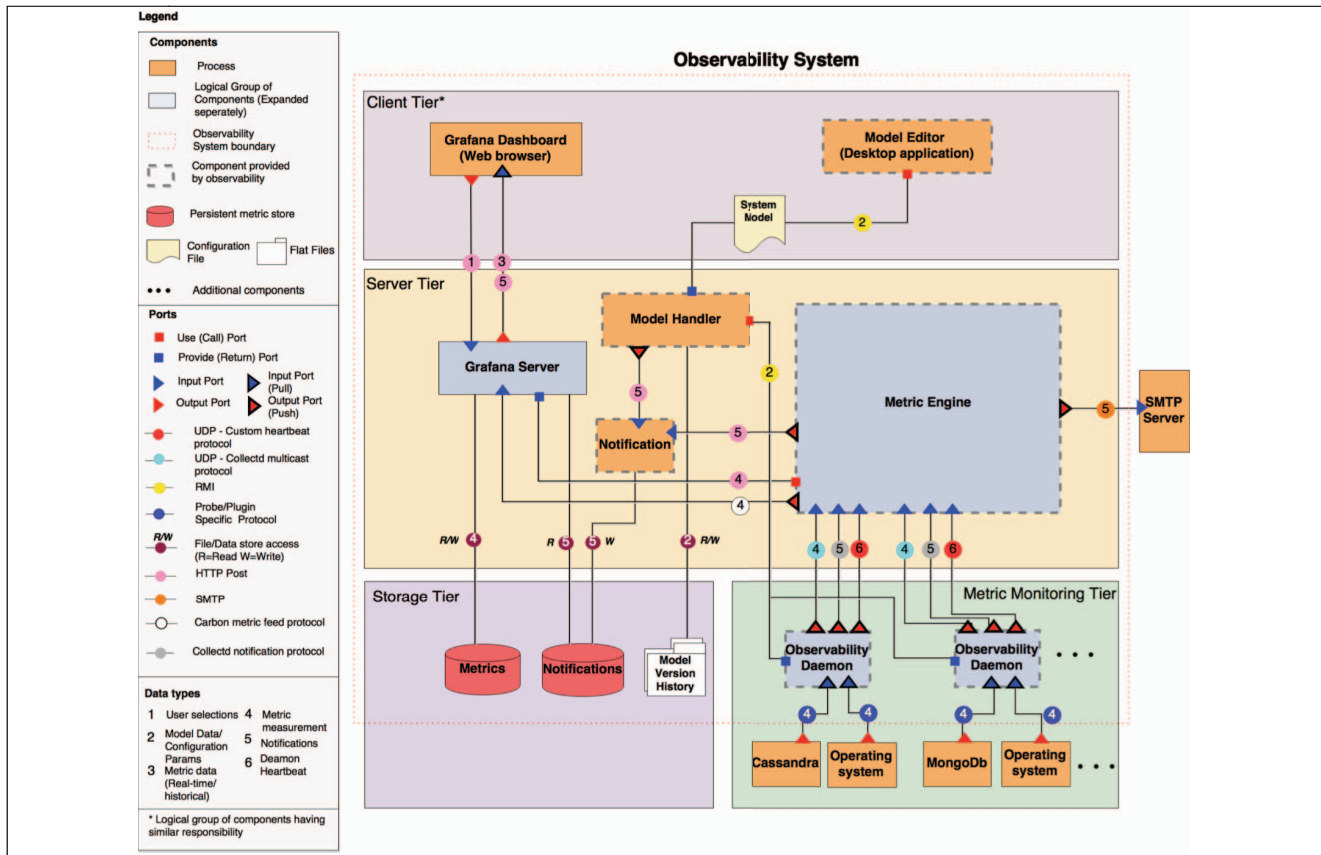 Legend
Components
Process
Logical Group of
Components (Expanded
seperately)
Observability
System boundary
Component provided
by observability
Persistent metric store
Configuration
File
Flat Files
Additional components
Ports
Use (Call) Port
Provide (Return) Port
Input Port
Input Port
(Pull)
Output Port
Output Port
(Push)
UDP - Custom heartbeat
protocol
UDP - Collectd multicast
protocol
RMI
Probe/Plugin
Specific Protocol
R/W
File/Data store access
(R=Read W=Write)
HTTP Post
SMTP
Carbon metric feed protocol
Collectd notification protocol
Data types
1 User selections
2 Model Data/
Configuration
Params
3 Metric data
(Real-time/
historical)
4 Metric
measurement
5 Notifications
6 Deamon
Heartbeat
* Logical group of components having
similar responsibility
Observability System
Client Tier*
Grafana Dashboard
(Web browser)
Model Editor
(Desktop application)
System
Model
2
1
3
5
Server Tier
Model Handler
Grafana Server
2
Metric Engine
5
Notification
5
5
SMTP
Server
4
4
R/W
4
R
5
5
W
2
R/W
4
5
6
4
5
6
Storage Tier
Metrics
Notifications
Model
Version
History
Metric Monitoring Tier
Observability
Daemon
Observability
Daemon
4
4
4
4
Cassandra
Operating
system
MongoDb
Operating
system